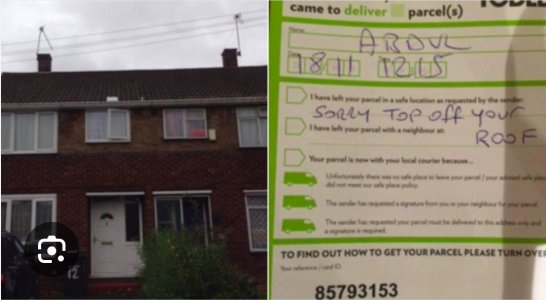 came to deliver parcel(s)
Name:
ABDUL
18 11 12 15
I have left your parcel in a safe location as requested by the sender:
SORRY TOP OFF YOUR
I have left your parcel with a neighbour at:
ROOF
Your parcel is now with your local courier because...
Unfortunately there was no safe place to leave your parcel / your advised safe place
did not meet our safe place policy.
The sender has requested a signature from you or your neighbour for your parcel.
The sender has requested your parcel must be delivered to this address only and
a signature is required.
TO FIND OUT HOW TO GET YOUR PARCEL PLEASE TURN OVER
Your reference / card ID:
85793153
12